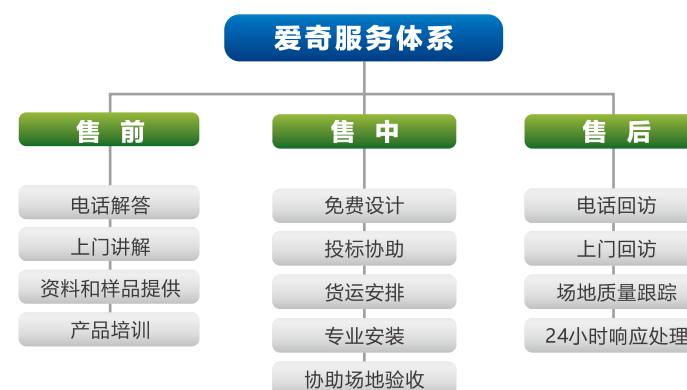 爱奇服务体系
售 前
电话解答
上门讲解
资料和样品提供
产品培训
售 中
免费设计
投标协助
货运安排
专业安装
协助场地验收
售 后
电话回访
上门回访
场地质量跟踪
24小时响应处理